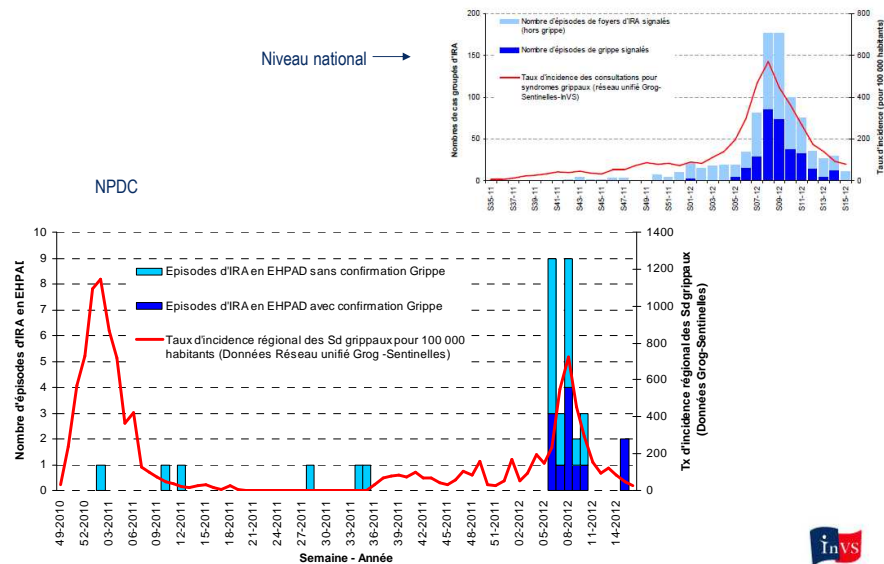 Niveau national
200
150
100
50
0
800
600
400
200
0
Nombres de cas groupés d'IRA
Taux d'incidence (pour 100 000 habitants)
Nombre d'épisodes de foyers d'IRA signalés
(hors grippe)
Nombre d'épisodes de grippe signalés
Taux d'incidence des consultations pour
syndromes grippaux (réseau unifié Grog-
Sentinelles-InVS)
S35-11
S37-11
S39-11
S41-11
S43-11
S45-11
S47-11
S49-11
S51-11
S01-12
S03-12
S05-12
S07-12
S09-12
S11-12
S13-12
S15-12
NPDC
10
9
8
7
6
5
4
3
2
1
0
1400
1200
1000
800
600
400
200
0
Nombre d'épisodes d'IRA en EHPAD
Tx d'incidence régional des Sd grippaux
(Données Grog-Sentinelles)
Episodes d'IRA en EHPAD sans confirmation Grippe
Episodes d'IRA en EHPAD avec confirmation Grippe
Taux d'incidence régional des Sd grippaux pour 100 000
habitants (Données Réseau unifié Grog -Sentinelles)
49-2010
52-2010
03-2011
06-2011
09-2011
12-2011
15-2011
18-2011
21-2011
24-2011
27-2011
30-2011
33-2011
36-2011
39-2011
43-2011
46-2011
49-2011
02-2012
05-2012
08-2012
11-2012
14-2012
Semaine - Année
InVS